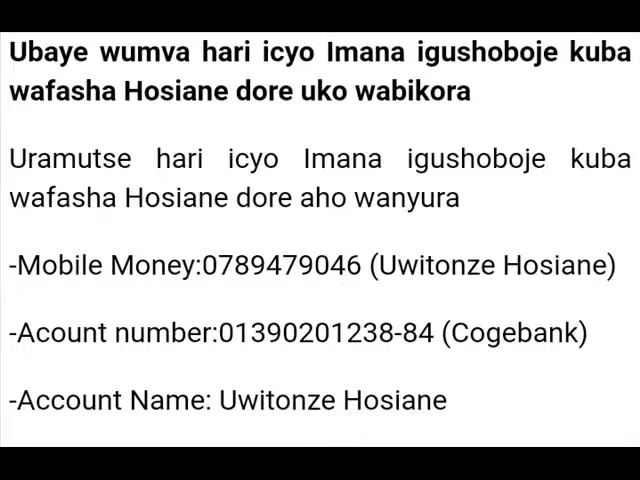 Ubaye wumva hari icyo Imana igushoboje kuba
wafasha Hosiane dore uko wabikora
Uramutse hari icyo Imana igushoboje kuba
wafasha Hosiane dore aho wanyura
-Mobile Money:0789479046 (Uwitonze Hosiane)
-Acount number:01390201238-84 (Cogebank)
-Account Name: Uwitonze Hosiane